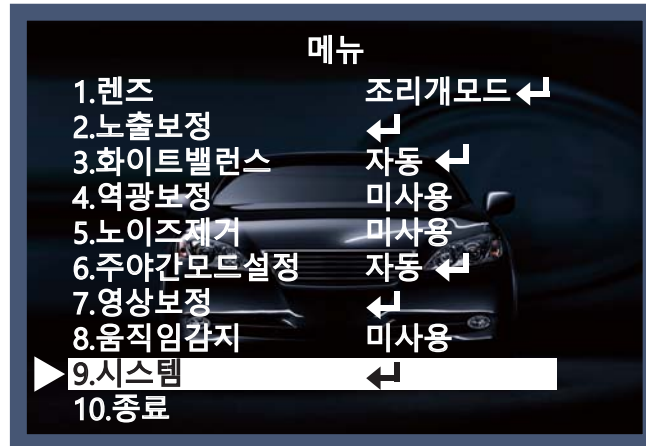 메뉴
1.렌즈 조리개모드 ↵
2.노출보정 ↵
3.화이트밸런스 자동 ↵
4.역광보정 미사용
5.노이즈제거 미사용
6.주야간모드설정 자동 ↵
7.영상보정 ↵
8.움직임감지 미사용
9.시스템 ↵
10.종료